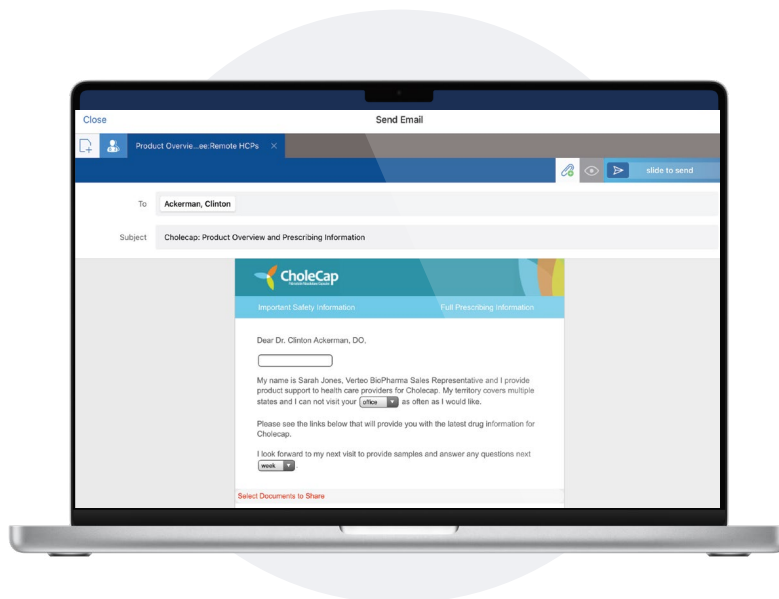 Close
Send Email
Product Overvie...ee:Remote HCPs
slide to send
To
Ackerman, Clinton
Subject
Cholecap: Product Overview and Prescribing Information
CholeCap
Important Safety Information
Full Prescribing Information
Dear Dr. Clinton Ackerman, DO,
My name is Sarah Jones, Verteo BioPharma Sales Representative and I provide
product support to health care providers for Cholecap. My territory covers multiple
states and I can not visit your office as often as I would like.
Please see the links below that will provide you with the latest drug information for
Cholecap.
I look forward to my next visit to provide samples and answer any questions next
week .
Select Documents to Share